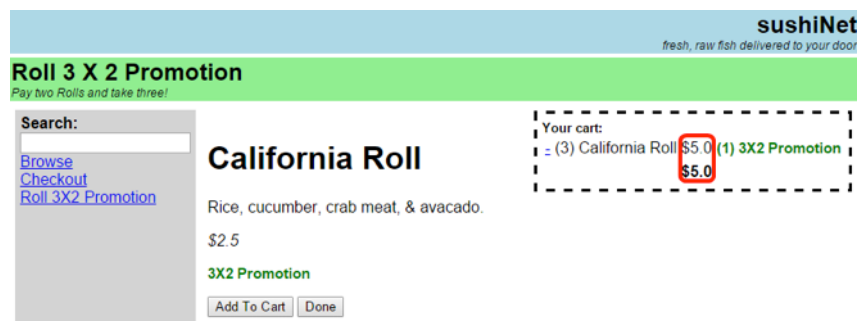 sushiNet
fresh, raw fish delivered to your door
Roll 3 X 2 Promotion
Pay two Rolls and take three!
Search:
Browse
Checkout
Roll 3X2 Promotion
California Roll
Rice, cucumber, crab meat, & avacado.
$2.5
3X2 Promotion
Add To Cart Done
Your cart:
- (3) California Roll $5.0 (1) 3X2 Promotion
$5.0